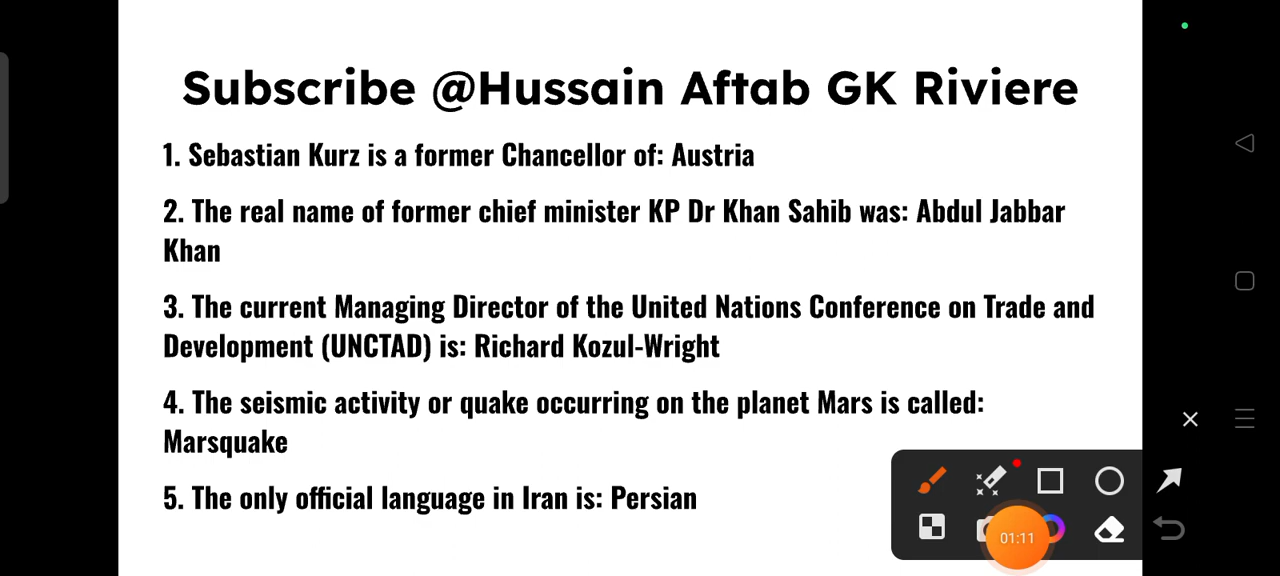 Subscribe @Hussain Aftab GK Riviere
1. Sebastian Kurz is a former Chancellor of: Austria
2. The real name of former chief minister KP Dr Khan Sahib was: Abdul Jabbar
Khan
3. The current Managing Director of the United Nations Conference on Trade and
Development (UNCTAD) is: Richard Kozul-Wright
4. The seismic activity or quake occurring on the planet Mars is called:
Marsquake
5. The only official language in Iran is: Persian
01:11